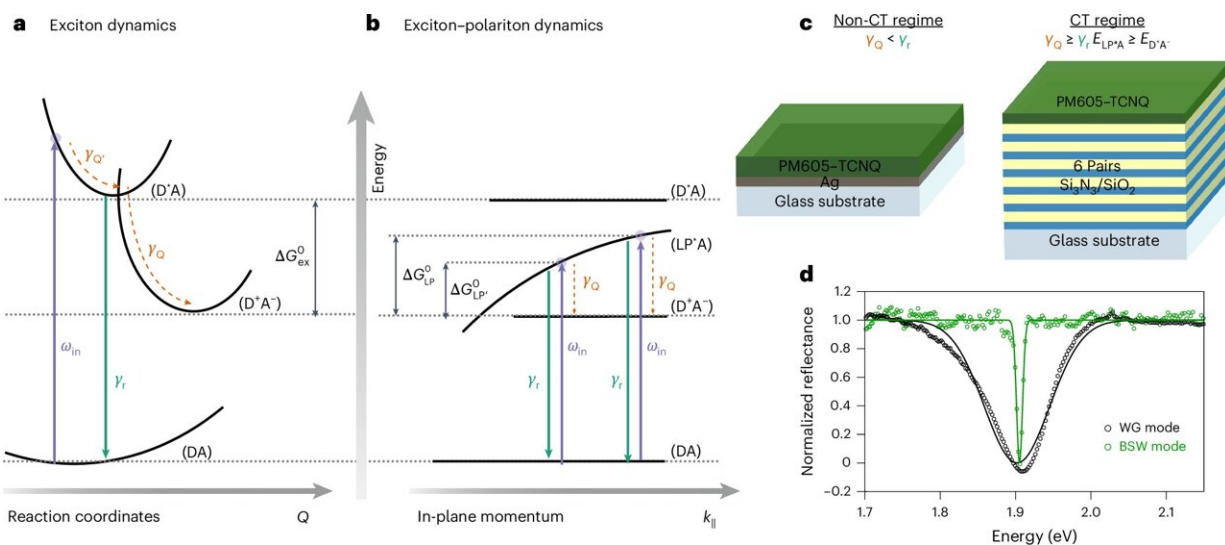 a Exciton dynamics
γQ'
(D*A)
γQ
ΔG⁰ex
(D⁺A⁻)
ωin
γr
(DA)
Reaction coordinates Q
Energy
b Exciton–polariton dynamics
(D*A)
(LP*A)
ΔG⁰LP
ΔG⁰LP'
γQ
γQ
(D⁺A⁻)
γr
ωin
γr
ωin
(DA)
In-plane momentum k||
c
Non-CT regime
γQ < γr
PM605–TCNQ
Ag
Glass substrate
CT regime
γQ ≥ γr ELP*A ≥ ED⁺A⁻
PM605–TCNQ
6 Pairs
Si3N3/SiO2
Glass substrate
d
Normalized reflectance
1.2
1.0
0.8
0.6
0.4
0.2
0
−0.2
WG mode
BSW mode
1.7 1.8 1.9 2.0 2.1
Energy (eV)